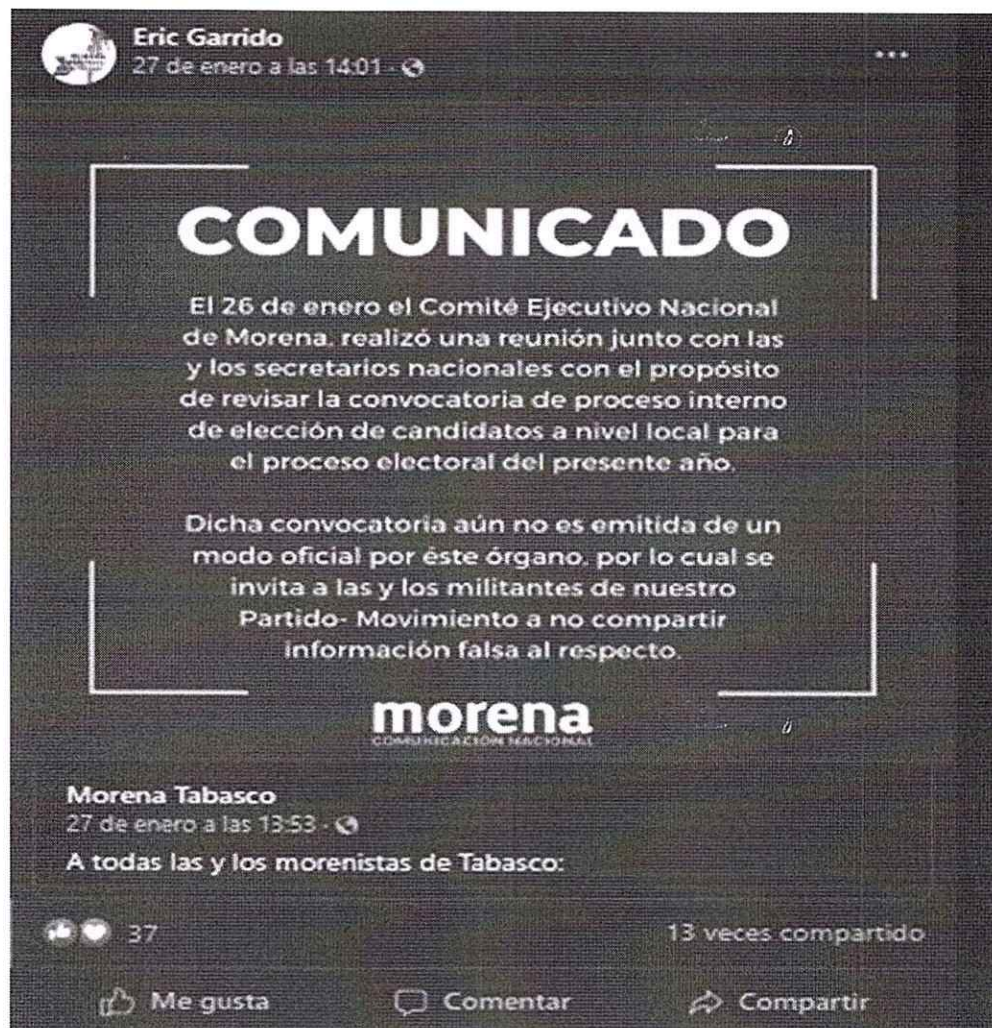 Eric Garrido
27 de enero a las 14:01 ·
COMUNICADO
El 26 de enero el Comité Ejecutivo Nacional
de Morena, realizó una reunión junto con las
y los secretarios nacionales con el propósito
de revisar la convocatoria de proceso interno
de elección de candidatos a nivel local para
el proceso electoral del presente año.
Dicha convocatoria aún no es emitida de un
modo oficial por éste órgano, por lo cual se
invita a las y los militantes de nuestro
Partido- Movimiento a no compartir
información falsa al respecto.
morena
COMUNICACIÓN NACIONAL
Morena Tabasco
27 de enero a las 13:53 ·
A todas las y los morenistas de Tabasco:
37
13 veces compartido
Me gusta
Comentar
Compartir